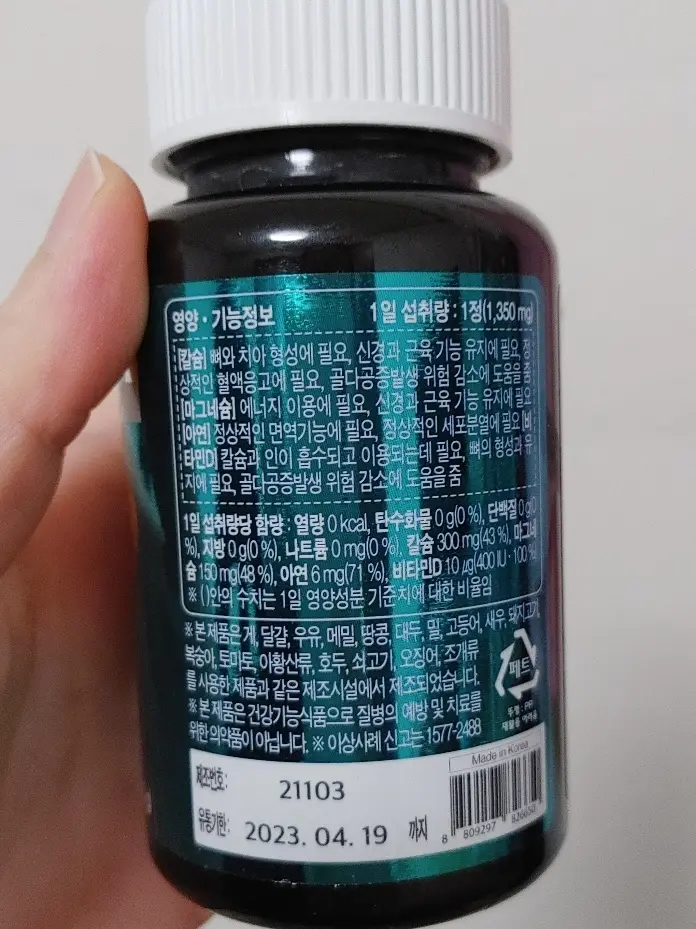 영양 · 기능정보 1일 섭취량 : 1정(1,350 mg)
[칼슘] 뼈와 치아 형성에 필요, 신경과 근육 기능 유지에 필요, 정
상적인 혈액응고에 필요, 골다공증발생 위험 감소에 도움을 줌
[마그네슘] 에너지 이용에 필요, 신경과 근육 기능 유지에 필요
[아연] 정상적인 면역기능에 필요, 정상적인 세포분열에 필요 [비
타민D] 칼슘과 인이 흡수되고 이용되는데 필요, 뼈의 형성과 유
지에 필요, 골다공증발생 위험 감소에 도움을 줌
1일 섭취량당 함량 : 열량 0 kcal, 탄수화물 0 g(0 %), 단백질 0 g(0
%), 지방 0 g(0 %), 나트륨 0 mg(0 %), 칼슘 300 mg(43 %), 마그네
슘 150 mg(48 %), 아연 6 mg(71 %), 비타민D 10 ㎍(400 IU · 100 %)
※ ( )안의 수치는 1일 영양성분 기준치에 대한 비율임
※ 본 제품은 게, 달걀, 우유, 메밀, 땅콩, 대두, 밀, 고등어, 새우, 돼지고기,
복숭아, 토마토, 아황산류, 호두, 쇠고기, 오징어, 조개류
를 사용한 제품과 같은 제조시설에서 제조되었습니다.
※ 본 제품은 건강기능식품으로 질병의 예방 및 치료를
위한 의약품이 아닙니다. ※ 이상사례 신고는 1577-2488
페트
뚜껑 : PP
Made in Korea
제조번호: 21103
유통기한: 2023. 04. 19 까지
8 809297 826650